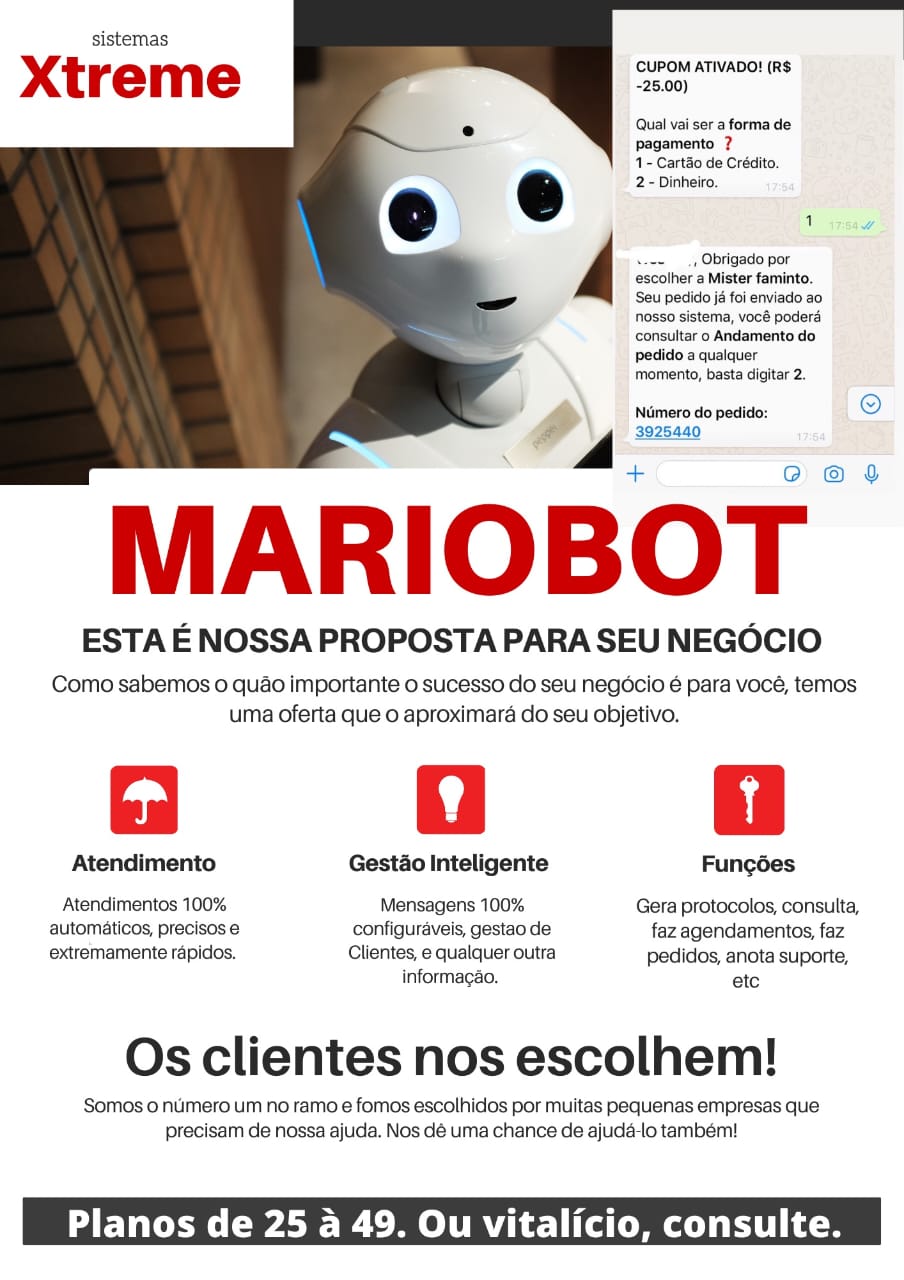 sistemas
Xtreme
CUPOM ATIVADO! (R$
-25.00)
Qual vai ser a forma de
pagamento ❓
1 - Cartão de Crédito.
2 - Dinheiro.
17:54
1
17:54
, Obrigado por
escolher a Mister faminto.
Seu pedido já foi enviado ao
nosso sistema, você poderá
consultar o Andamento do
pedido a qualquer
momento, basta digitar 2.
Número do pedido:
3925440
17:54
pepper
MARIOBOT
ESTA É NOSSA PROPOSTA PARA SEU NEGÓCIO
Como sabemos o quão importante o sucesso do seu negócio é para você, temos
uma oferta que o aproximará do seu objetivo.
Atendimento
Atendimentos 100%
automáticos, precisos e
extremamente rápidos.
Gestão Inteligente
Mensagens 100%
configuráveis, gestao de
Clientes, e qualquer outra
informação.
Funções
Gera protocolos, consulta,
faz agendamentos, faz
pedidos, anota suporte,
etc
Os clientes nos escolhem!
Somos o número um no ramo e fomos escolhidos por muitas pequenas empresas que
precisam de nossa ajuda. Nos dê uma chance de ajudá-lo também!
Planos de 25 à 49. Ou vitalício, consulte.